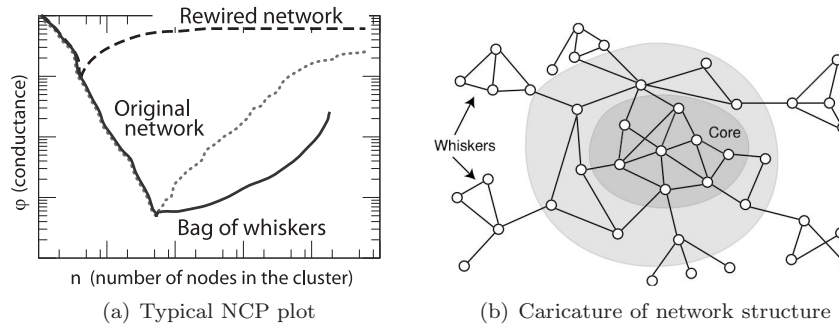 Rewired network
Original
network
Bag of whiskers
φ (conductance)
n (number of nodes in the cluster)
(a) Typical NCP plot
Whiskers
Core
(b) Caricature of network structure